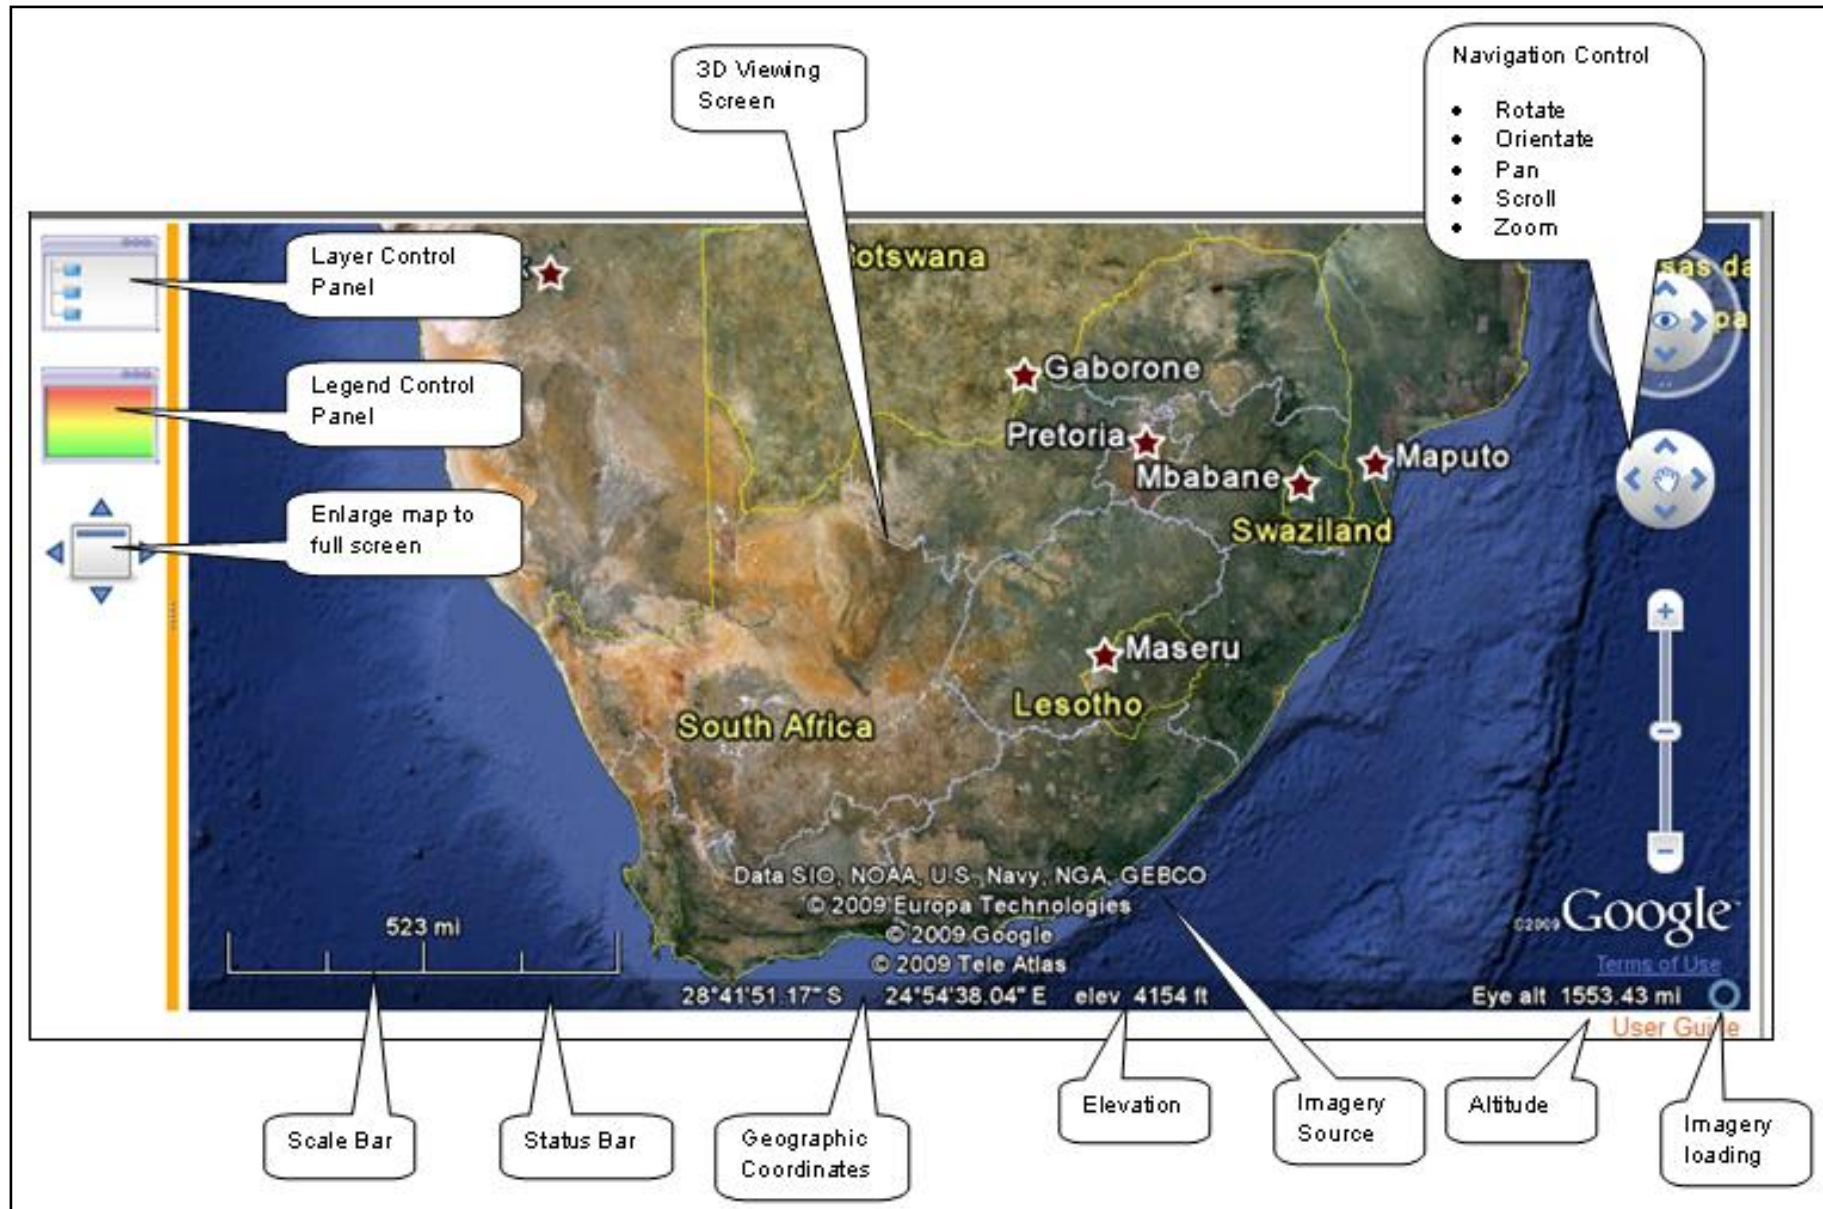 3D Viewing
Screen
Navigation Control
• Rotate
• Orientate
• Pan
• Scroll
• Zoom
Layer Control
Panel
Legend Control
Panel
Enlarge map to
full screen
otswana
sas da
pa
Gaborone
Pretoria
Mbabane
Maputo
Swaziland
Maseru
Lesotho
South Africa
Data SIO, NOAA, U.S. Navy, NGA, GEBCO
© 2009 Europa Technologies
© 2009 Google
© 2009 Tele Atlas
523 mi
©2009 Google
Terms of Use
28°41'51.17" S 24°54'38.04" E elev 4154 ft
Eye alt 1553.43 mi
User Guide
Scale Bar
Status Bar
Geographic
Coordinates
Elevation
Imagery
Source
Altitude
Imagery
loading